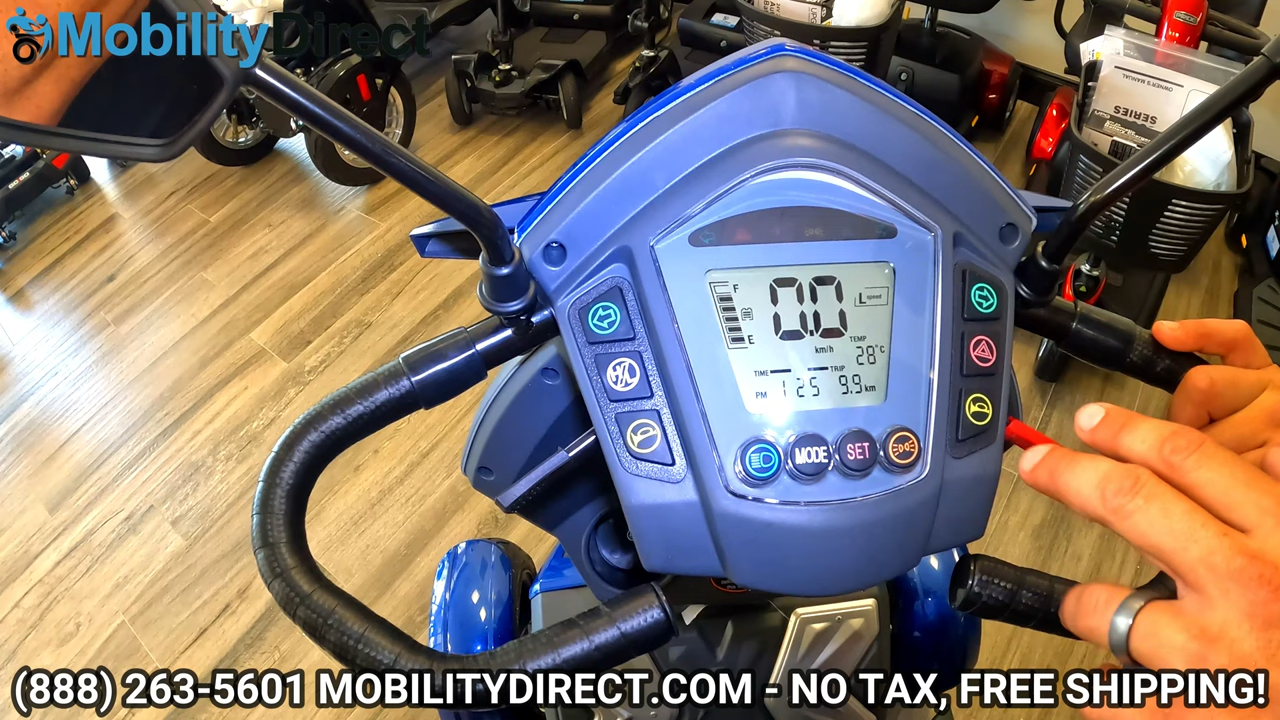 MobilityDirect
PRIDE
OWNER'S MANUAL
SERIES
F
E
0.0
L speed
km/h
TEMP
28°C
TIME
TRIP
PM 1 25 9.9 km
MODE
SET
(888) 263-5601 MOBILITYDIRECT.COM - NO TAX, FREE SHIPPING!